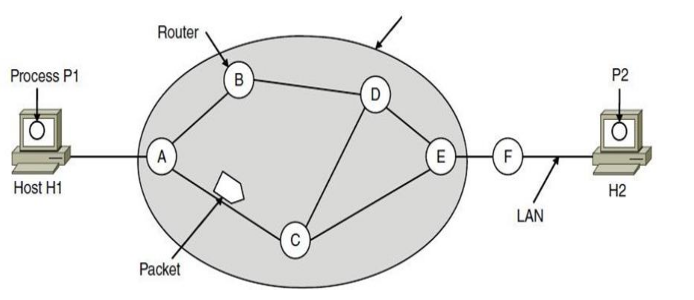 Router
Process P1
P2
B
D
A
E
F
Host H1
H2
LAN
C
Packet